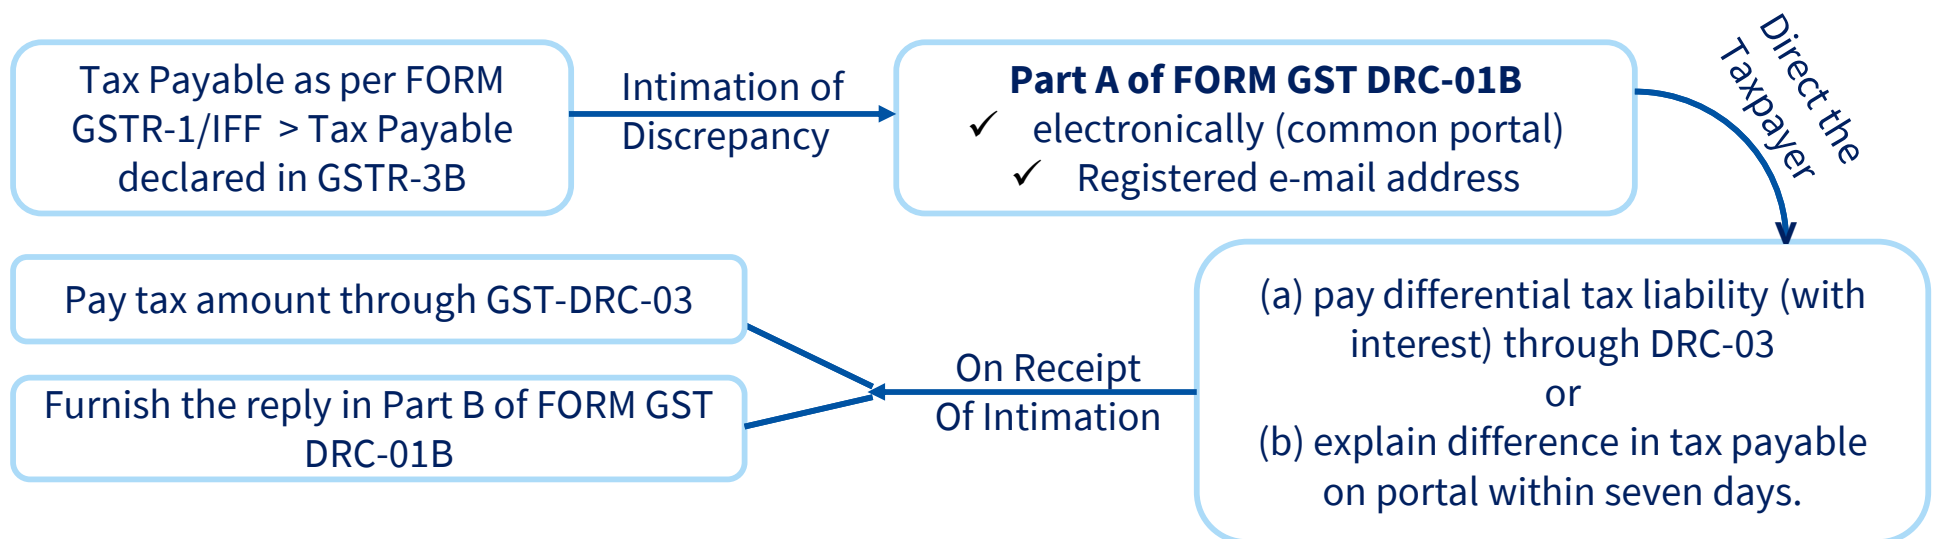 Tax Payable as per FORM
GSTR-1/IFF > Tax Payable
declared in GSTR-3B
Intimation of
Discrepancy
Part A of FORM GST DRC-01B
✓ electronically (common portal)
✓ Registered e-mail address
Direct the
Taxpayer
(a) pay differential tax liability (with
interest) through DRC-03
or
(b) explain difference in tax payable
on portal within seven days.
On Receipt
Of Intimation
Pay tax amount through GST-DRC-03
Furnish the reply in Part B of FORM GST
DRC-01B